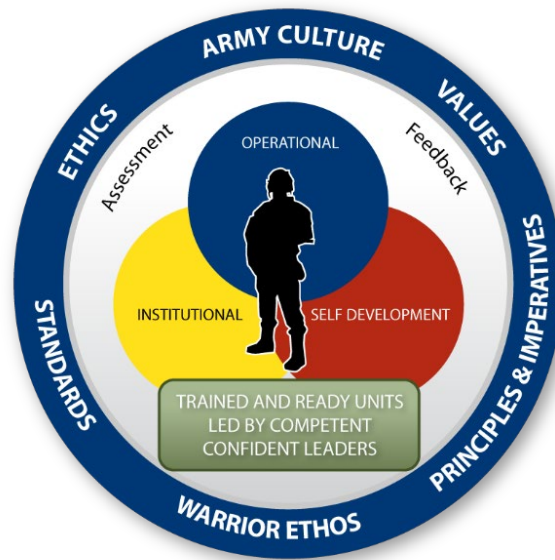 ARMY CULTURE
ETHICS
VALUES
Assessment
Feedback
OPERATIONAL
INSTITUTIONAL
SELF DEVELOPMENT
STANDARDS
PRINCIPLES & IMPERATIVES
TRAINED AND READY UNITS
LED BY COMPETENT
CONFIDENT LEADERS
WARRIOR ETHOS